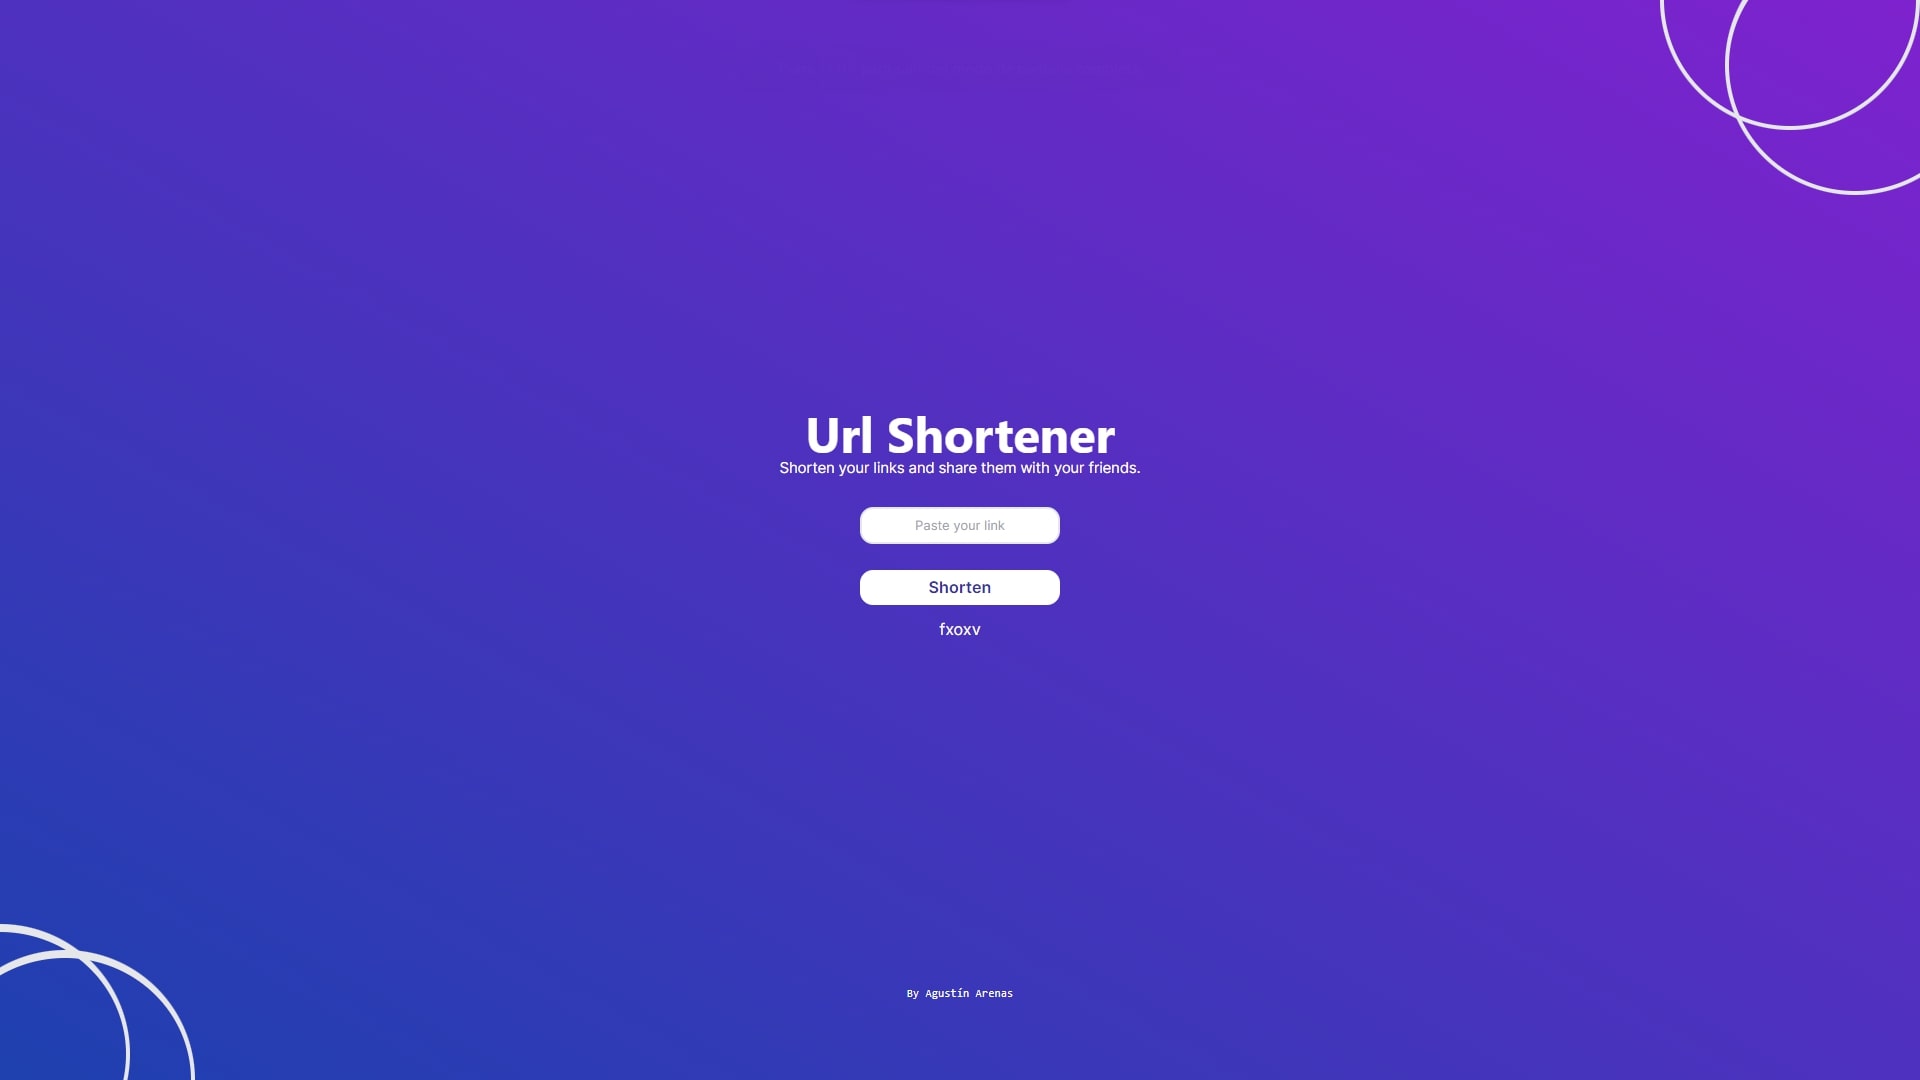 Url Shortener
Shorten your links and share them with your friends.
Paste your link
Shorten
fxoxv
By Agustín Arenas